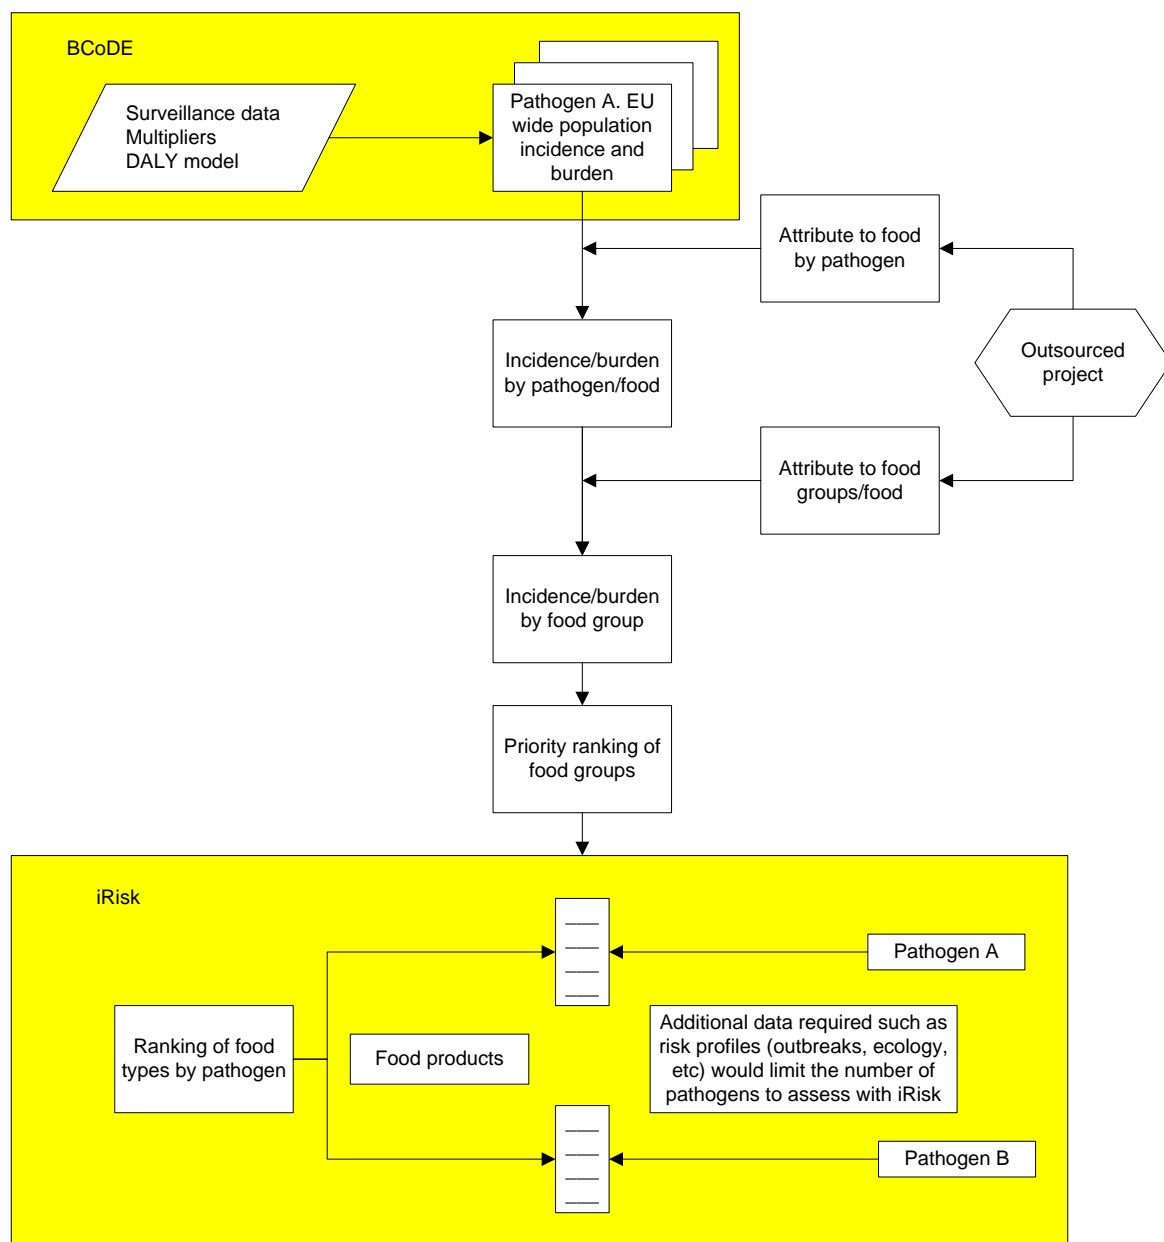 BCoDE
Surveillance data
Multipliers
DALY model
Pathogen A. EU
wide population
incidence and
burden
Attribute to food
by pathogen
Incidence/burden
by pathogen/food
Outsourced
project
Attribute to food
groups/food
Incidence/burden
by food group
Priority ranking of
food groups
iRisk
Pathogen A
Ranking of food
types by pathogen
Food products
Additional data required such as
risk profiles (outbreaks, ecology,
etc) would limit the number of
pathogens to assess with iRisk
Pathogen B